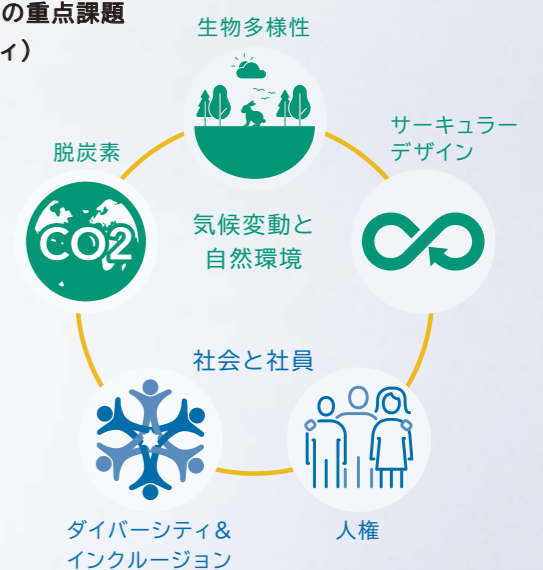 の重点課題
ィ）
生物多様性
サーキュラー
デザイン
脱炭素
CO2
気候変動と
自然環境
社会と社員
ダイバーシティ&
インクルージョン
人権